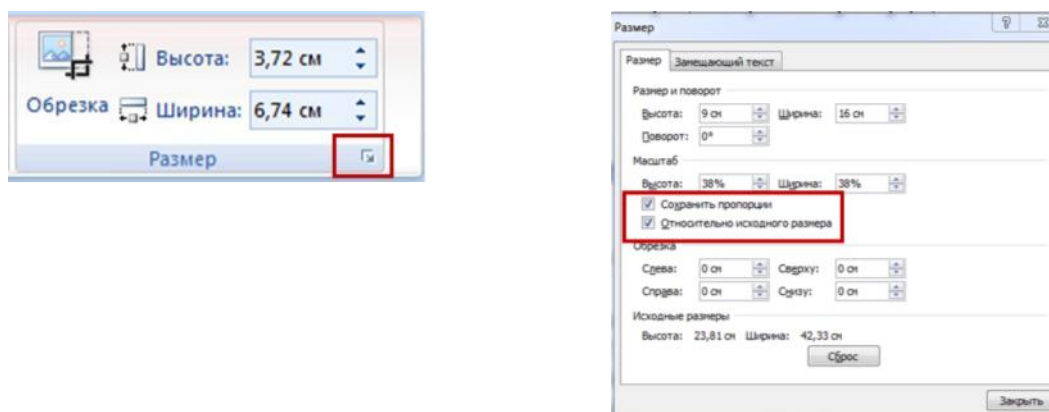 Высота: 3,72 см
Обрезка Ширина: 6,74 см
Размер
Размер
Размер Замещающий текст
Размер и поворот
Высота: 9 см Ширина: 16 см
Поворот: 0°
Масштаб
Высота: 38% Ширина: 38%
Сохранить пропорции
Относительно исходного размера
Обрезка
Слева: 0 см Сверху: 0 см
Справа: 0 см Снизу: 0 см
Исходные размеры
Высота: 23,81 см Ширина: 42,33 см
Сброс
Закрыть